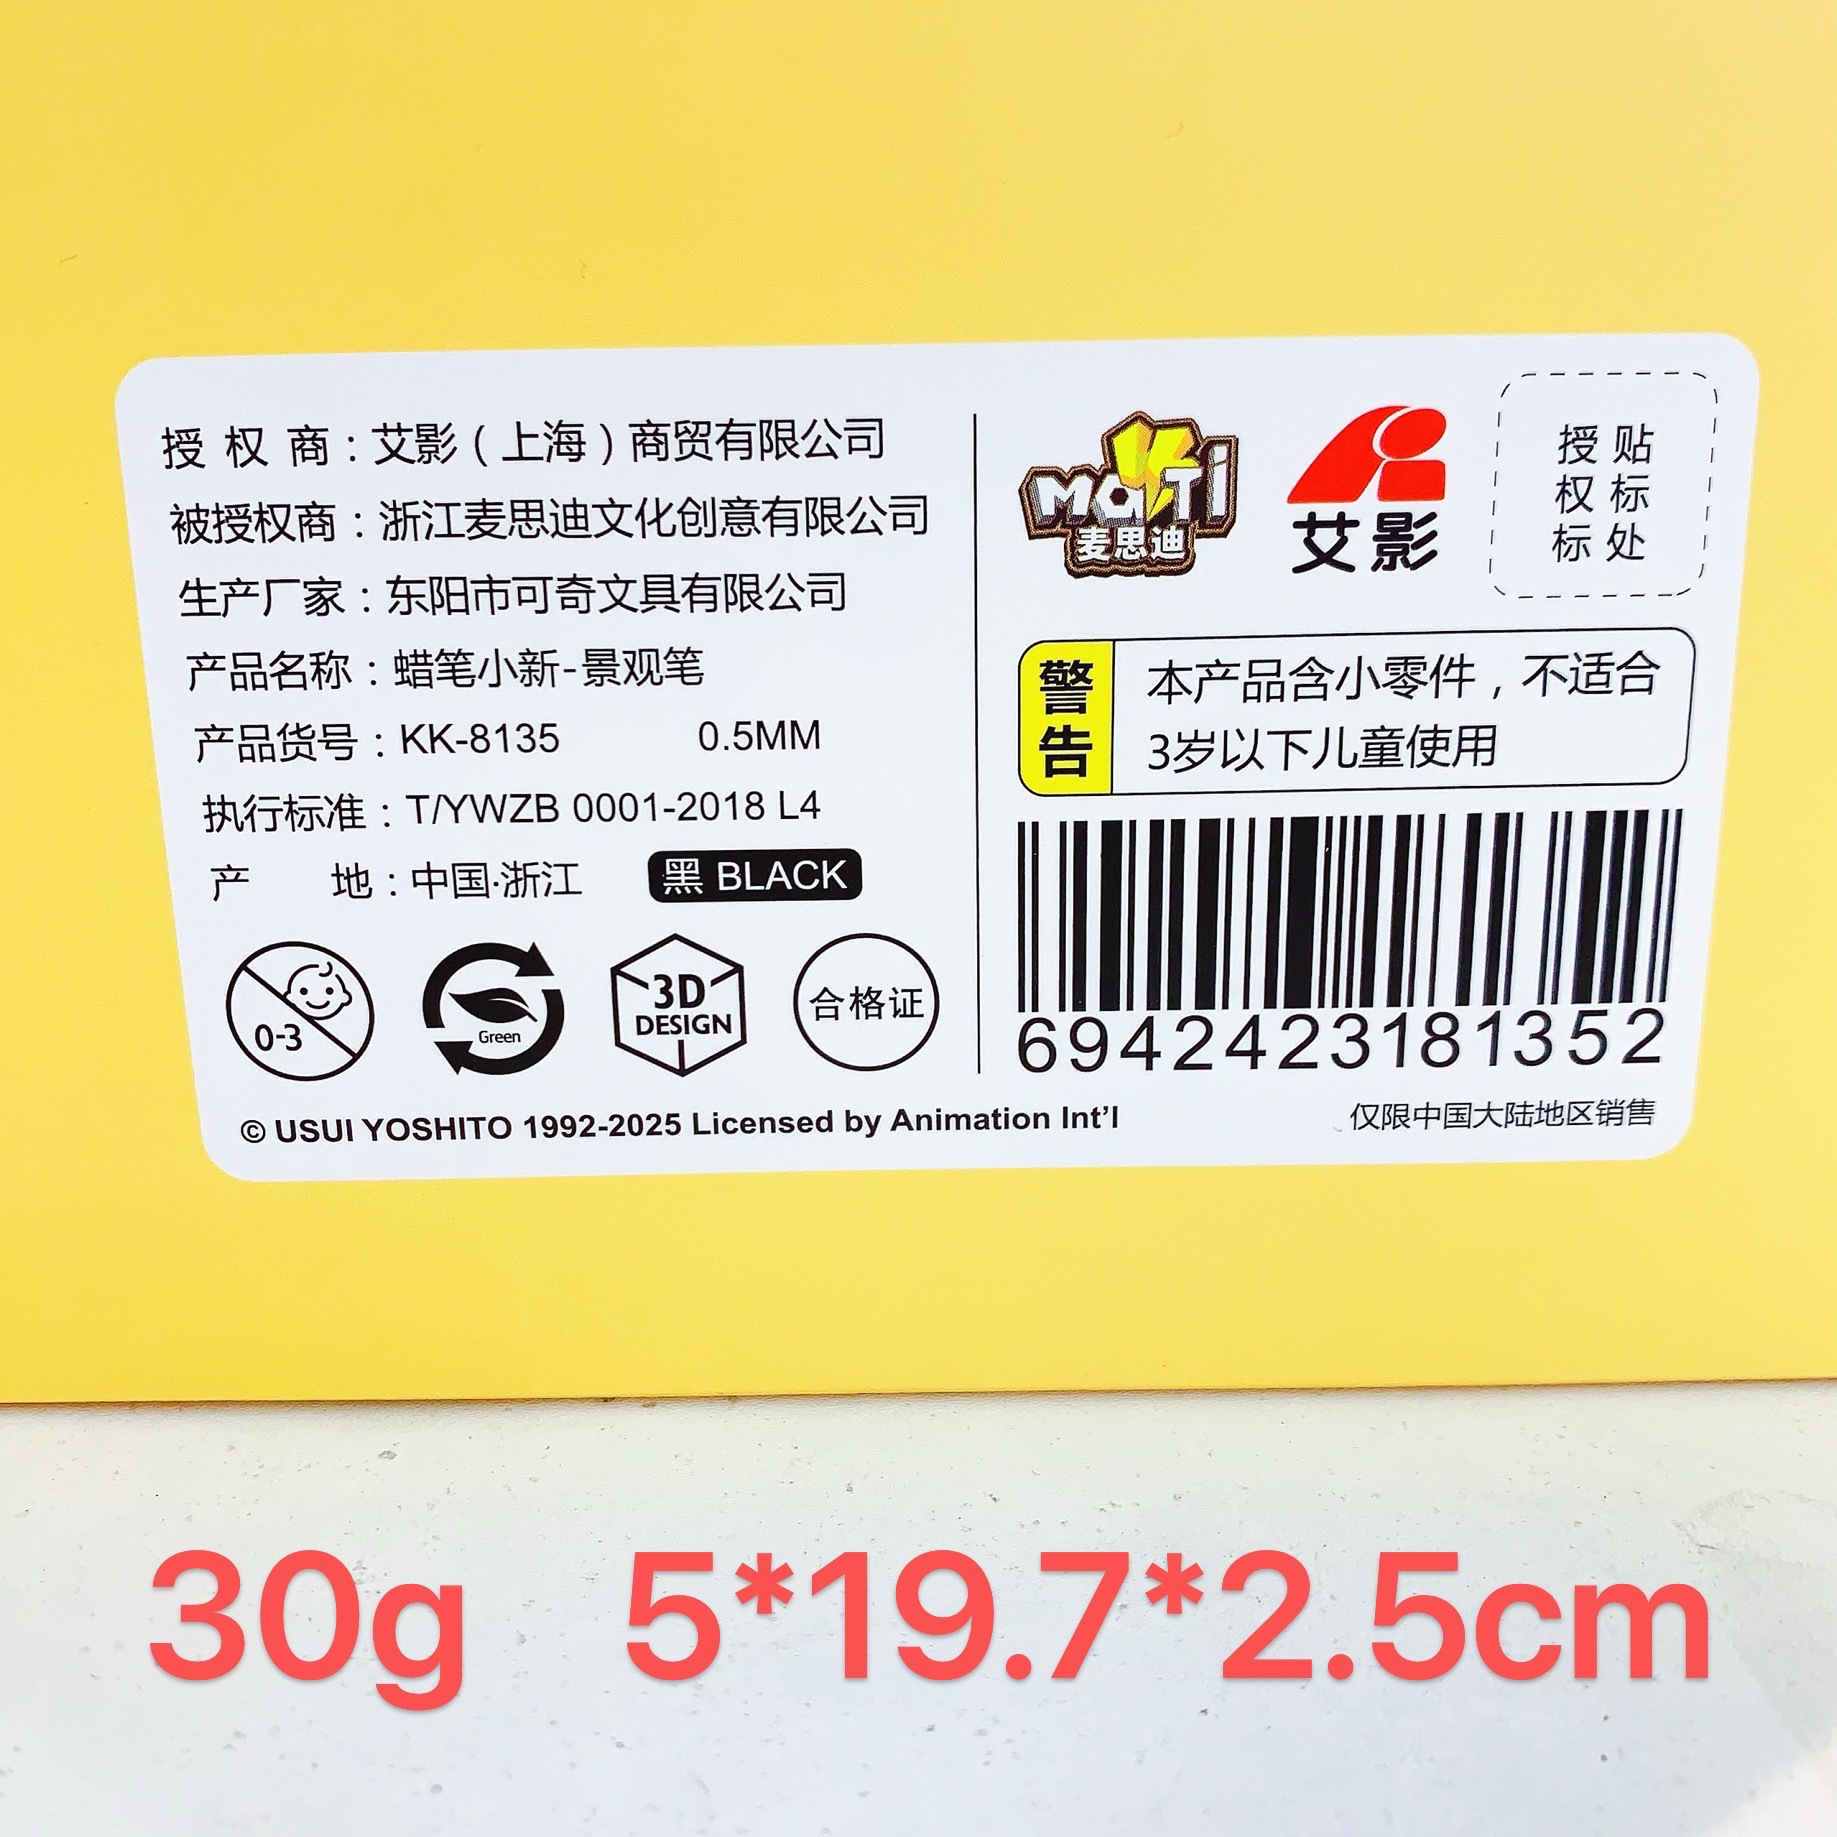 授权商：艾影（上海）商贸有限公司
被授权商：浙江麦思迪文化创意有限公司
生产厂家：东阳市可奇文具有限公司
产品名称：蜡笔小新-景观笔
产品货号：KK-8135 0.5MM
执行标准：T/YWZB 0001-2018 L4
产 地：中国·浙江 黑 BLACK
0-3
Green
3D
DESIGN
合格证
© USUI YOSHITO 1992-2025 Licensed by Animation Int'l
麦思迪
艾影
授权标
贴标处
警告
本产品含小零件，不适合
3岁以下儿童使用
6942423181352
仅限中国大陆地区销售
30g 5*19.7*2.5cm